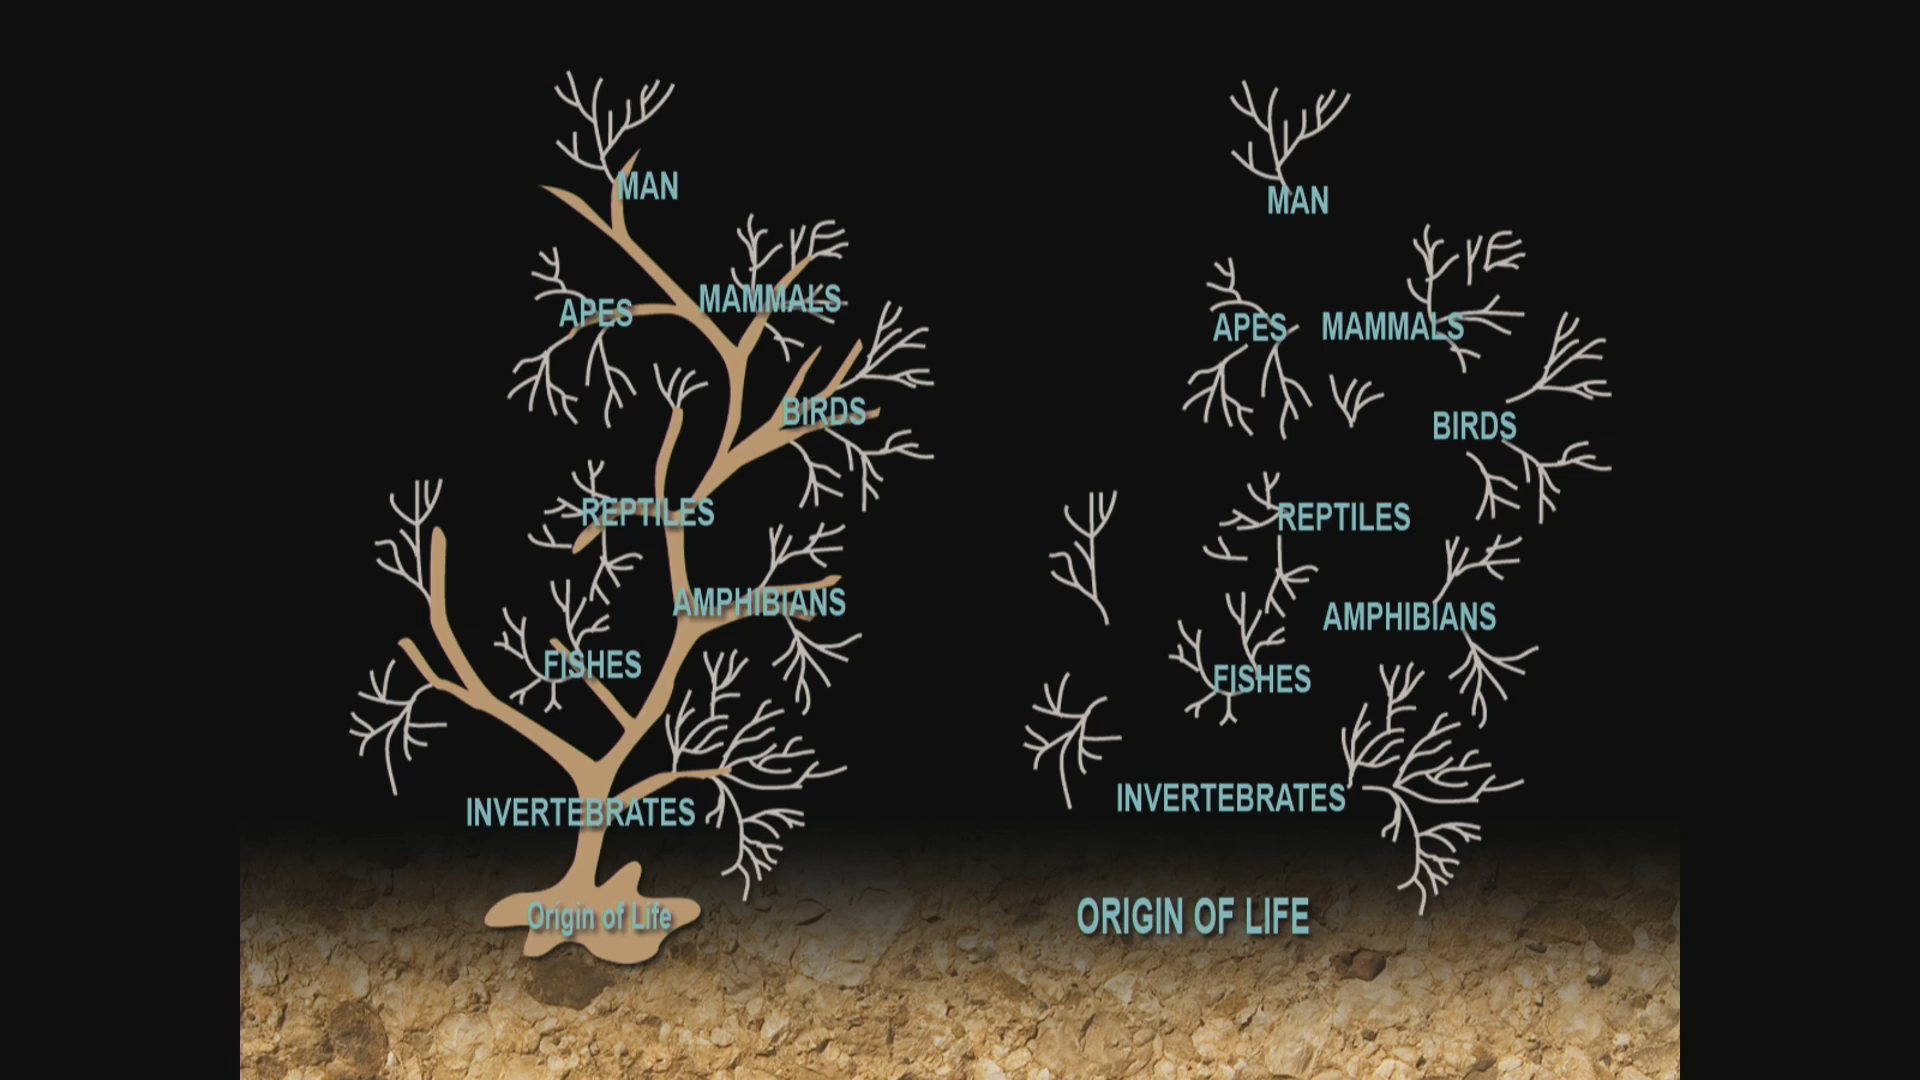 MAN
MAMMALS
APES
BIRDS
REPTILES
AMPHIBIANS
FISHES
INVERTEBRATES
Origin of Life
MAN
APES
MAMMALS
BIRDS
REPTILES
AMPHIBIANS
FISHES
INVERTEBRATES
ORIGIN OF LIFE